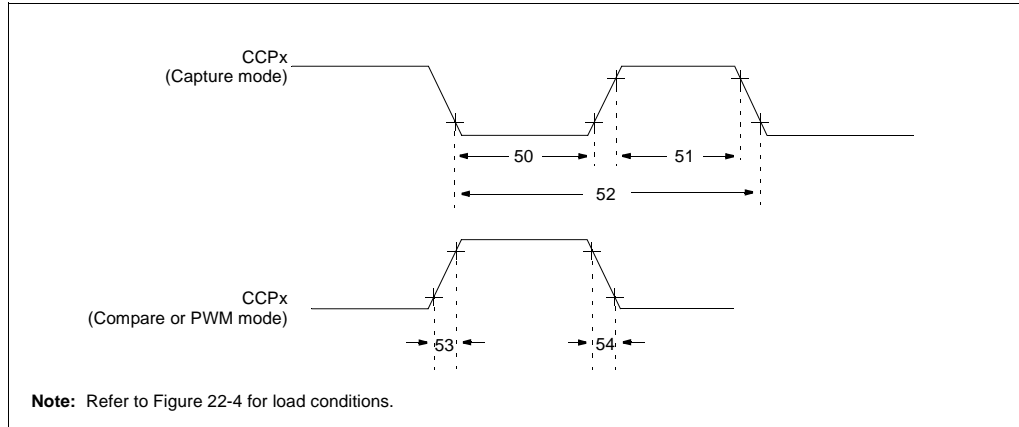 CCPx
(Capture mode)
50
51
52
CCPx
(Compare or PWM mode)
53
54
Note: Refer to Figure 22-4 for load conditions.